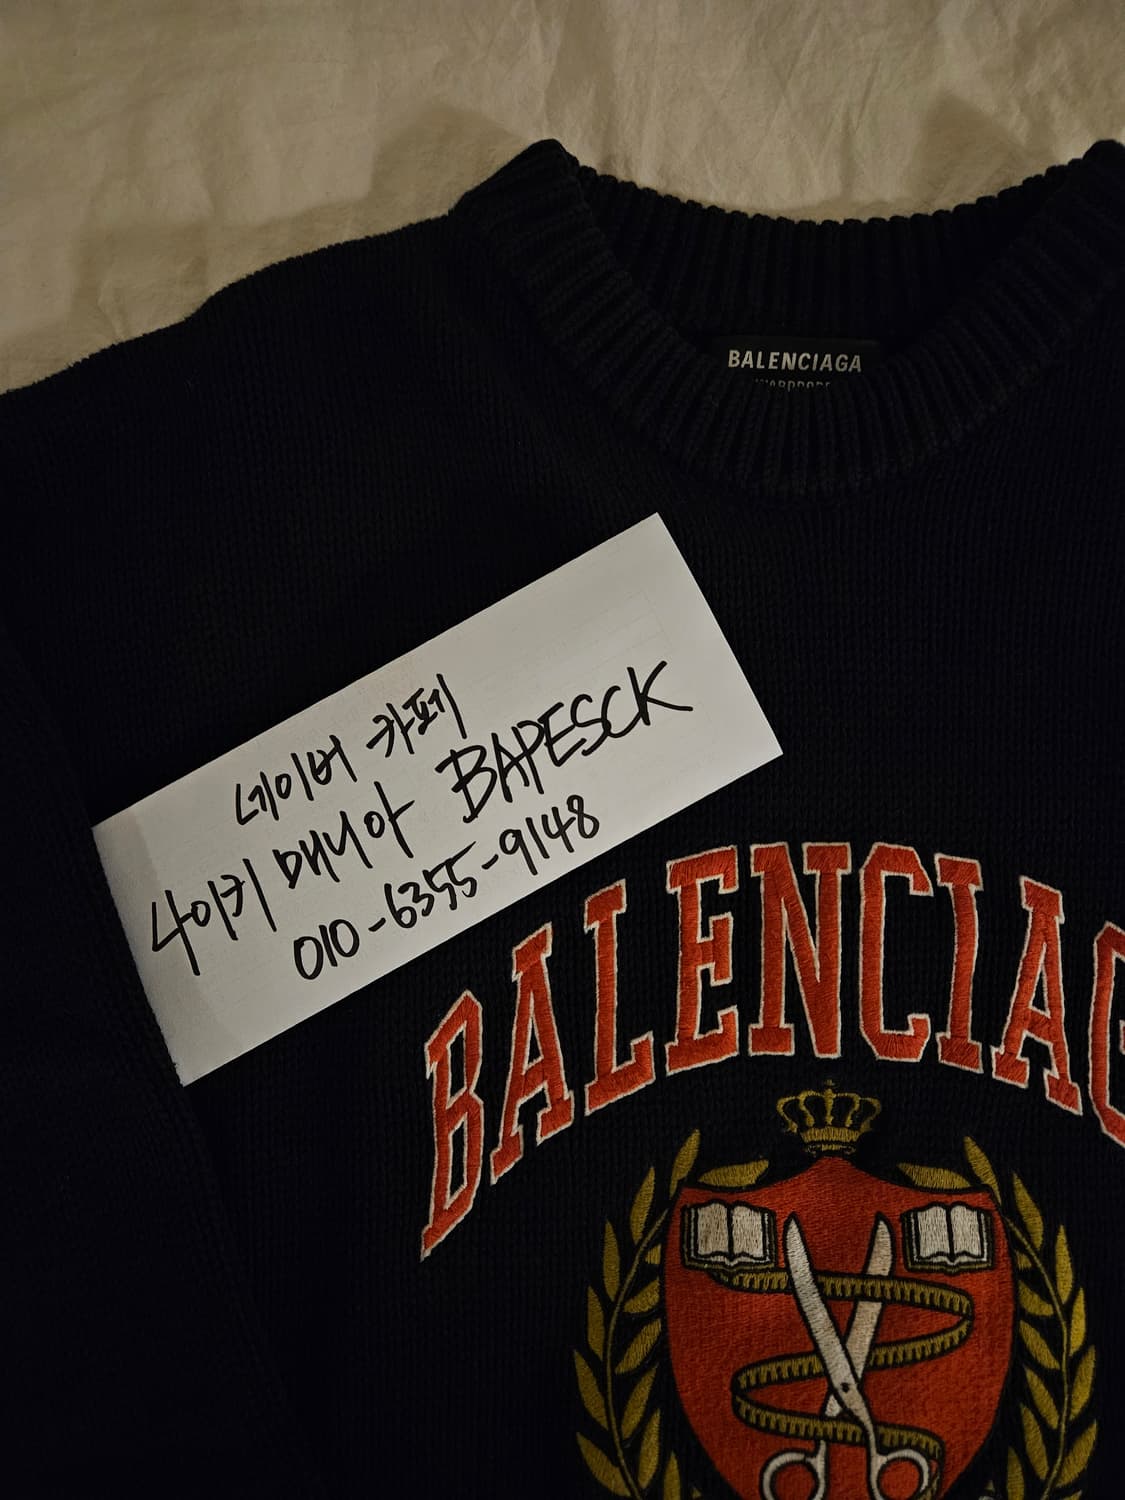 BALENCIAGA
네이버 카페
나이키 매니아 BAPESCK
010-6355-9148
BALENCIAG